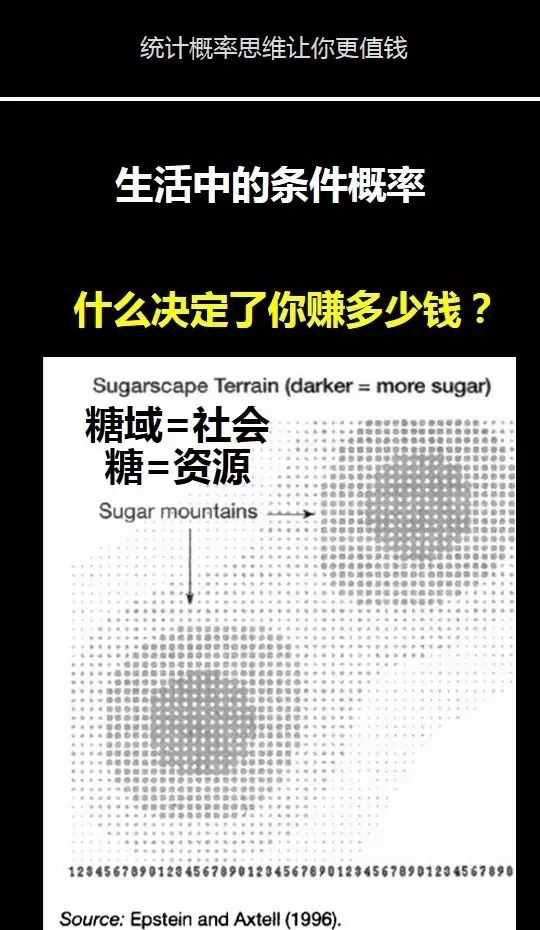 统计概率思维让你更值钱
生活中的条件概率
什么决定了你赚多少钱？
Sugarscape Terrain (darker = more sugar)
糖域=社会
糖=资源
Sugar mountains
1234567890123456789012345678901234567890123456789 0
Source: Epstein and Axtell (1996).